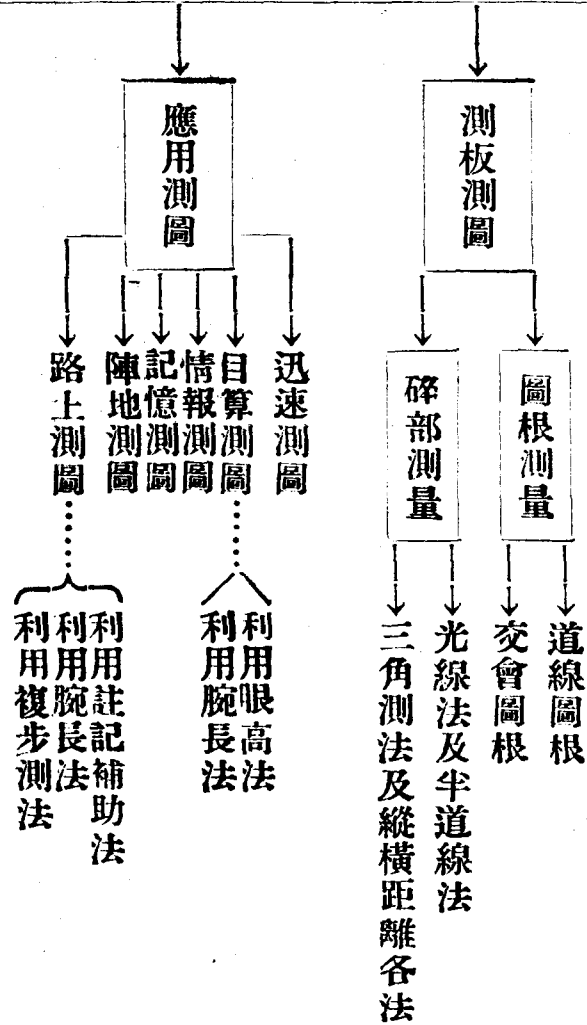 測板測圖
圖根測量
道線圖根
交會圖根
碎部測量
光線法及半道線法
三角測法及縱橫距離各法
應用測圖
迅速測圖
目算測圖
利用眼高法
利用腕長法
情報測圖
記憶測圖
陣地測圖
路上測圖
利用註記補助法
利用腕長法
利用複步測法